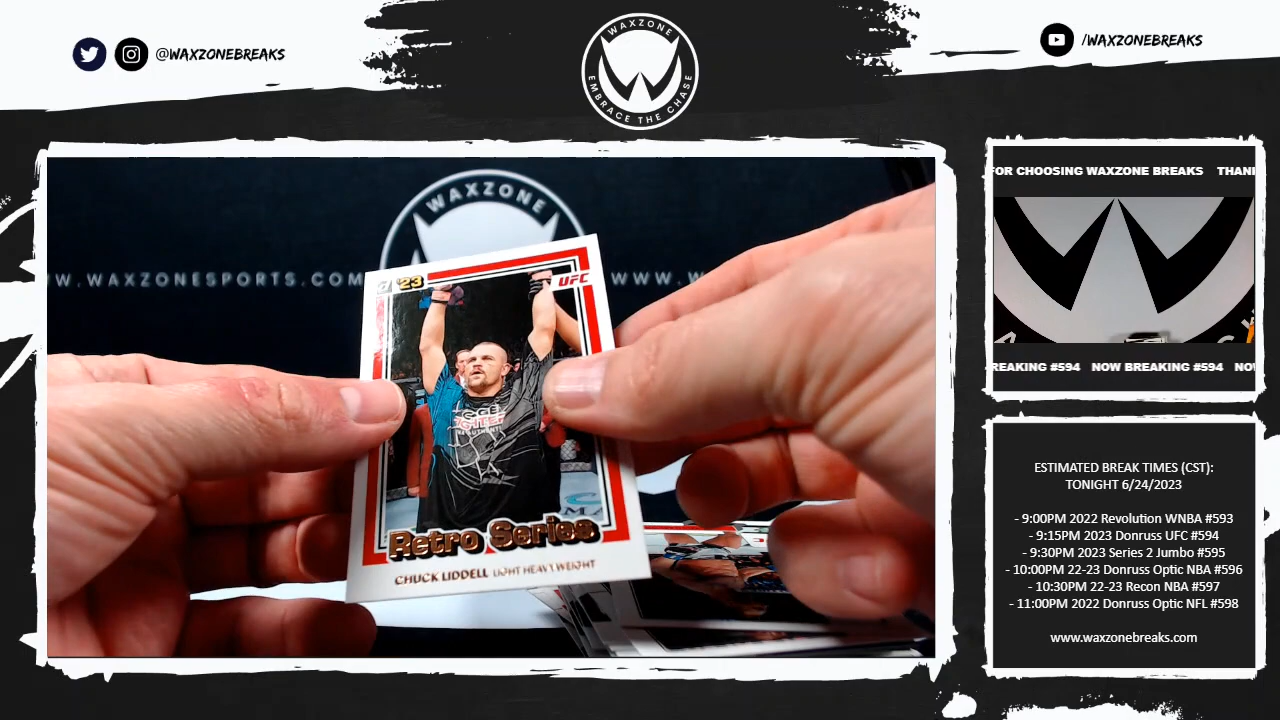 @WAXZONEBREAKS
WAXZONE
EMBRACE THE CHASE
/WAXZONEBREAKS
WAXZONE
WWW.WAXZONESPORTS.COM
WWW.
'23
UFC
Retro Series
CHUCK LIDDELL LIGHT HEAVYWEIGHT
FOR CHOOSING WAXZONE BREAKS THANK
REAKING #594 NOW BREAKING #594 NO
ESTIMATED BREAK TIMES (CST):
TONIGHT 6/24/2023
- 9:00PM 2022 Revolution WNBA #593
- 9:15PM 2023 Donruss UFC #594
- 9:30PM 2023 Series 2 Jumbo #595
- 10:00PM 22-23 Donruss Optic NBA #596
- 10:30PM 22-23 Recon NBA #597
- 11:00PM 2022 Donruss Optic NFL #598
www.waxzonebreaks.com